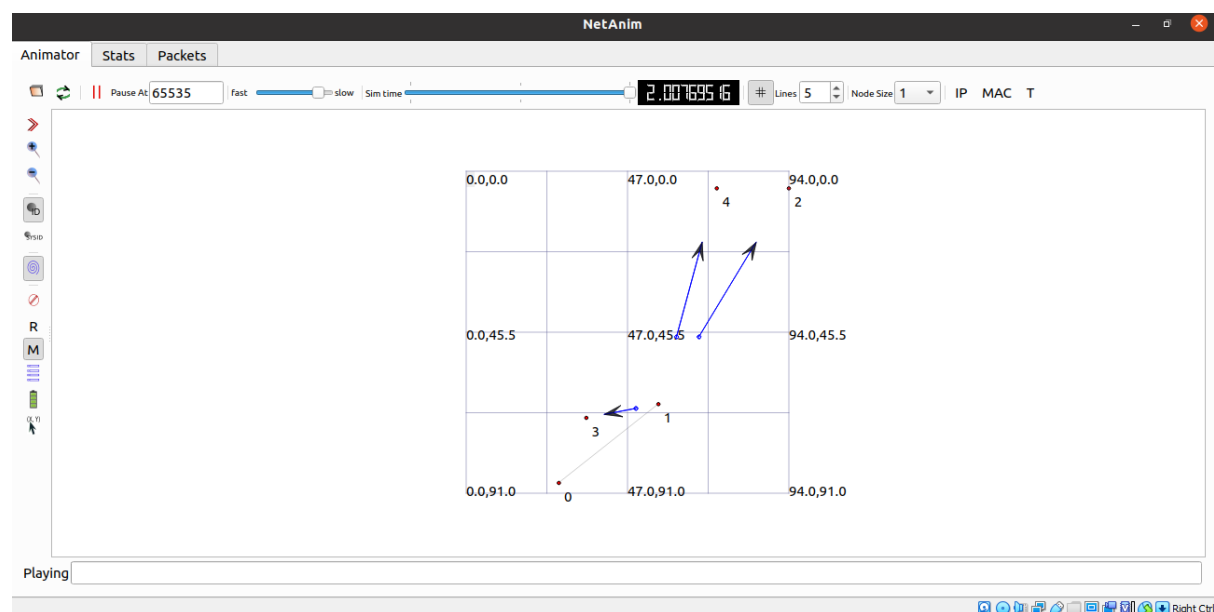 NetAnim
Animator Stats Packets
Pause At 65535 fast slow Sim time 2.00769516 # Lines 5 Node Size 1 IP MAC T
0.0,0.0 47.0,0.0 94.0,0.0
4 2
ID
SYSID
R
0.0,45.5 47.0,45.5 94.0,45.5
M
1
3
(X,Y)
0.0,91.0 47.0,91.0 94.0,91.0
0
Playing
Right Ctrl